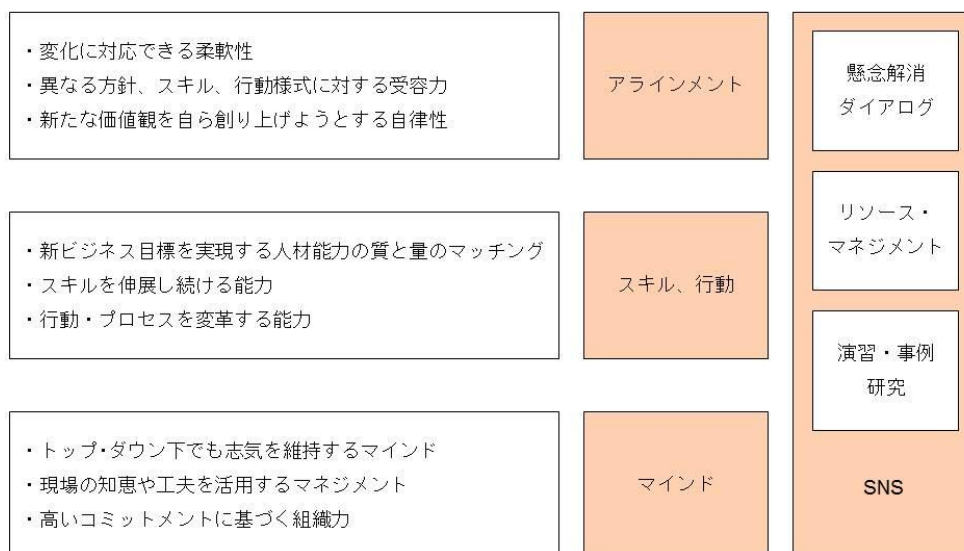 ・変化に対応できる柔軟性
・異なる方針、スキル、行動様式に対する受容力
・新たな価値観を自ら創り上げようとする自律性
アラインメント
・新ビジネス目標を実現する人材能力の質と量のマッチング
・スキルを伸展し続ける能力
・行動・プロセスを変革する能力
スキル、行動
・トップ・ダウン下でも志気を維持するマインド
・現場の知恵や工夫を活用するマネジメント
・高いコミットメントに基づく組織力
マインド
懸念解消
ダイアログ
リソース・
マネジメント
演習・事例
研究
SNS